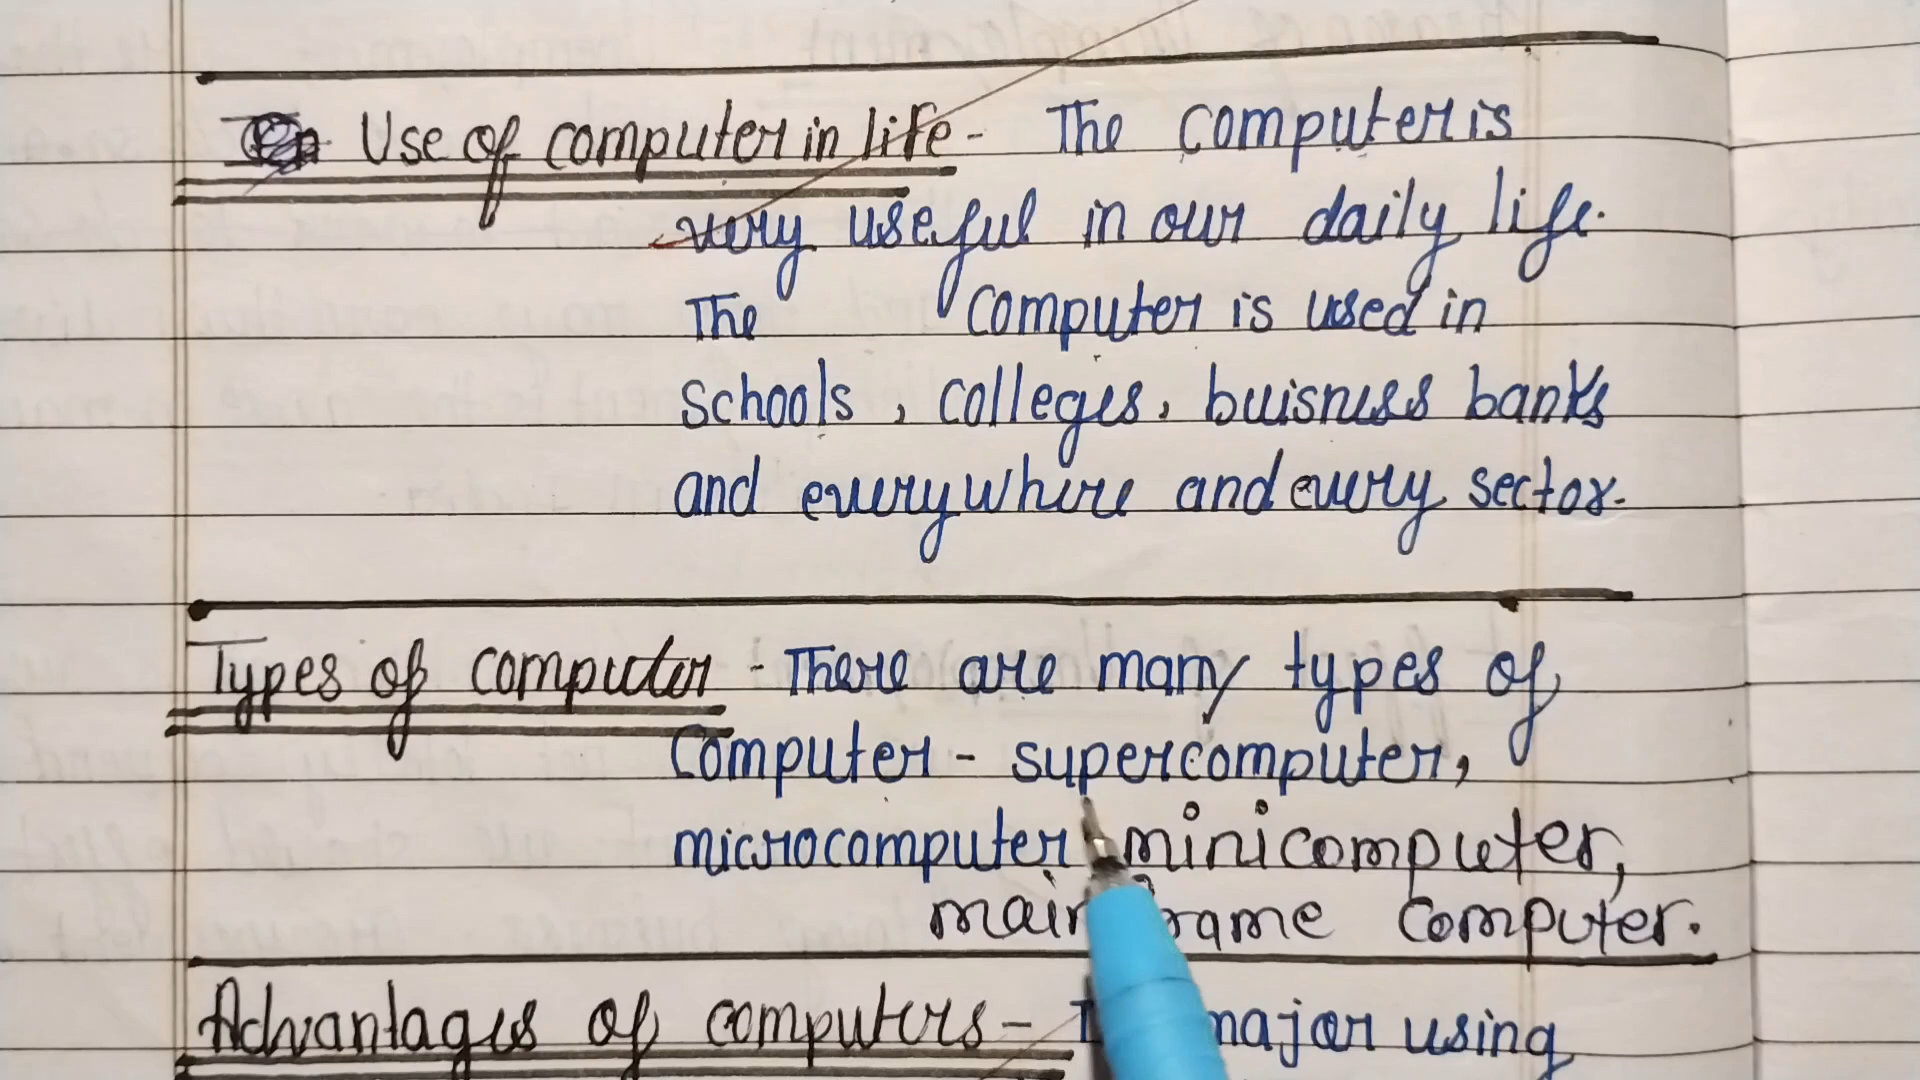 Use of computer in life - The computer is
very useful in our daily life.
The computer is used in
schools, colleges, buisness banks
and everywhere and every sector.
Types of computer - There are many types of
computer - supercomputer,
microcomputer minicomputer,
mainframe computer.
Advantages of computers - major using